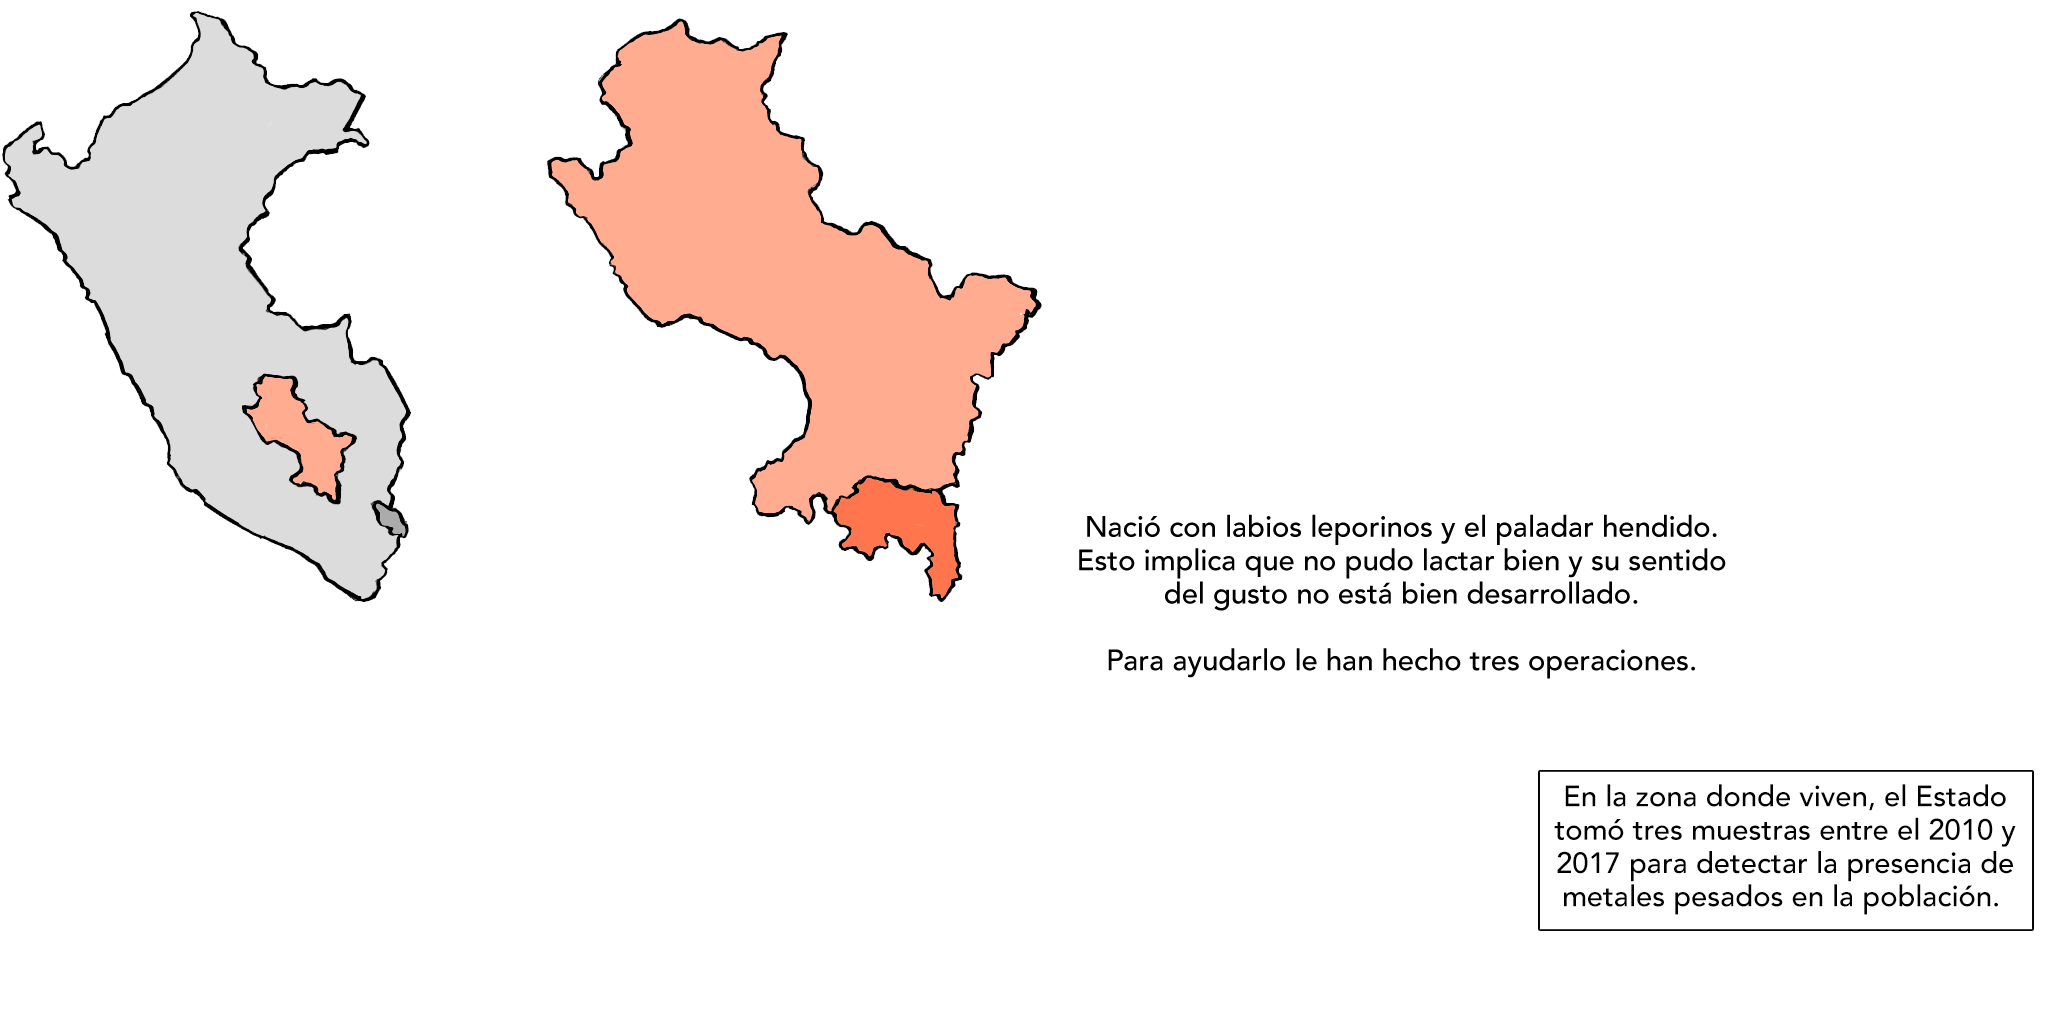 Nació con labios leporinos y el paladar hendido.
Esto implica que no pudo lactar bien y su sentido
del gusto no está bien desarrollado.
Para ayudarlo le han hecho tres operaciones.
En la zona donde viven, el Estado
tomó tres muestras entre el 2010 y
2017 para detectar la presencia de
metales pesados en la población.